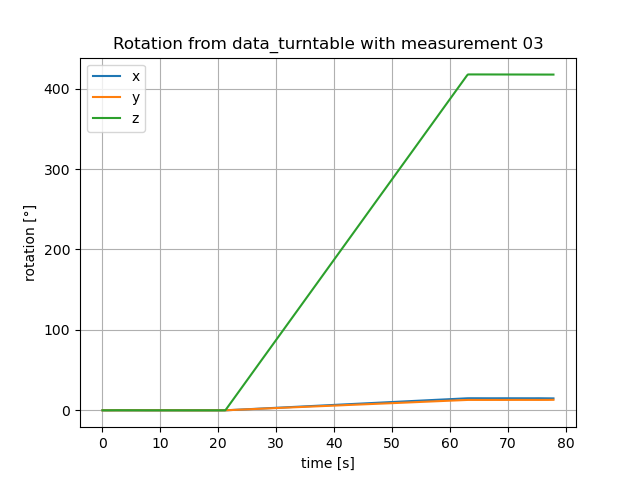 Rotation from data_turntable with measurement 03
x
y
z
400
300
200
100
0
rotation [°]
0 10 20 30 40 50 60 70 80
time [s]